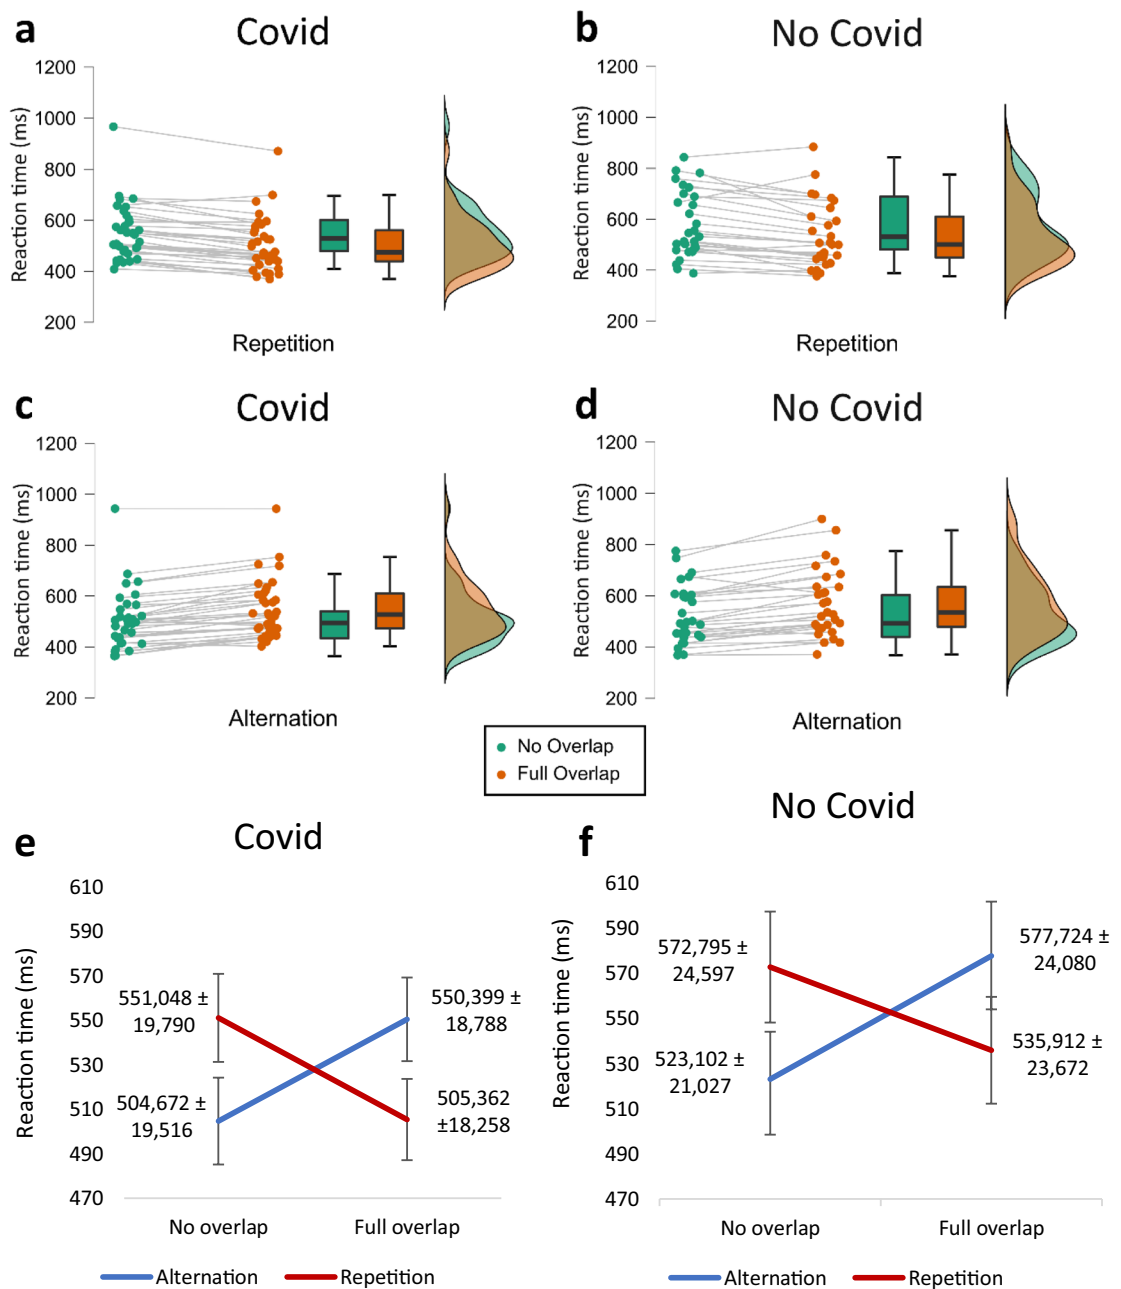 a
Covid
b
No Covid
1200
1000
800
600
400
200
Reaction time (ms)
Repetition
1200
1000
800
600
400
200
Reaction time (ms)
Repetition
c
Covid
d
No Covid
1200
1000
800
600
400
200
Reaction time (ms)
Alternation
1200
1000
800
600
400
200
Reaction time (ms)
Alternation
No Overlap
Full Overlap
e
Covid
610
590
570
550
530
510
490
470
Reaction time (ms)
551,048 ±
19,790
550,399 ±
18,788
504,672 ±
19,516
505,362
±18,258
No overlap
Full overlap
Alternation
Repetition
f
No Covid
610
590
570
550
530
510
490
470
Reaction time (ms)
572,795 ±
24,597
577,724 ±
24,080
523,102 ±
21,027
535,912 ±
23,672
No overlap
Full overlap
Alternation
Repetition